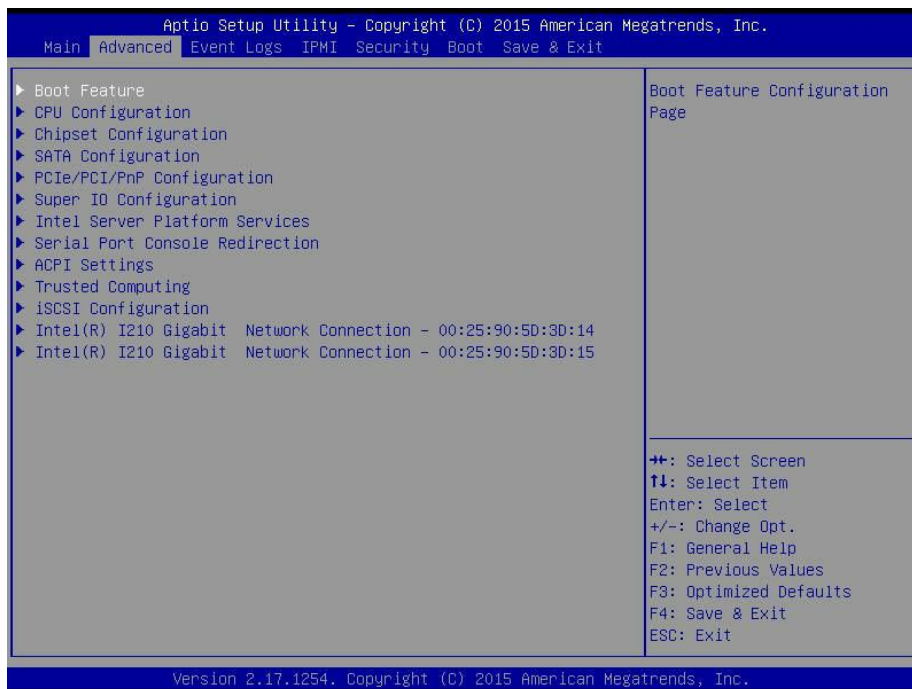 Aptio Setup Utility – Copyright (C) 2015 American Megatrends, Inc.
Main Advanced Event Logs IPMI Security Boot Save & Exit
Boot Feature
CPU Configuration
Chipset Configuration
SATA Configuration
PCIe/PCI/PnP Configuration
Super IO Configuration
Intel Server Platform Services
Serial Port Console Redirection
ACPI Settings
Trusted Computing
iSCSI Configuration
Intel(R) I210 Gigabit  Network Connection - 00:25:90:5D:3D:14
Intel(R) I210 Gigabit  Network Connection - 00:25:90:5D:3D:15
Boot Feature Configuration
Page
→←: Select Screen
↑↓: Select Item
Enter: Select
+/-: Change Opt.
F1: General Help
F2: Previous Values
F3: Optimized Defaults
F4: Save & Exit
ESC: Exit
Version 2.17.1254. Copyright (C) 2015 American Megatrends, Inc.